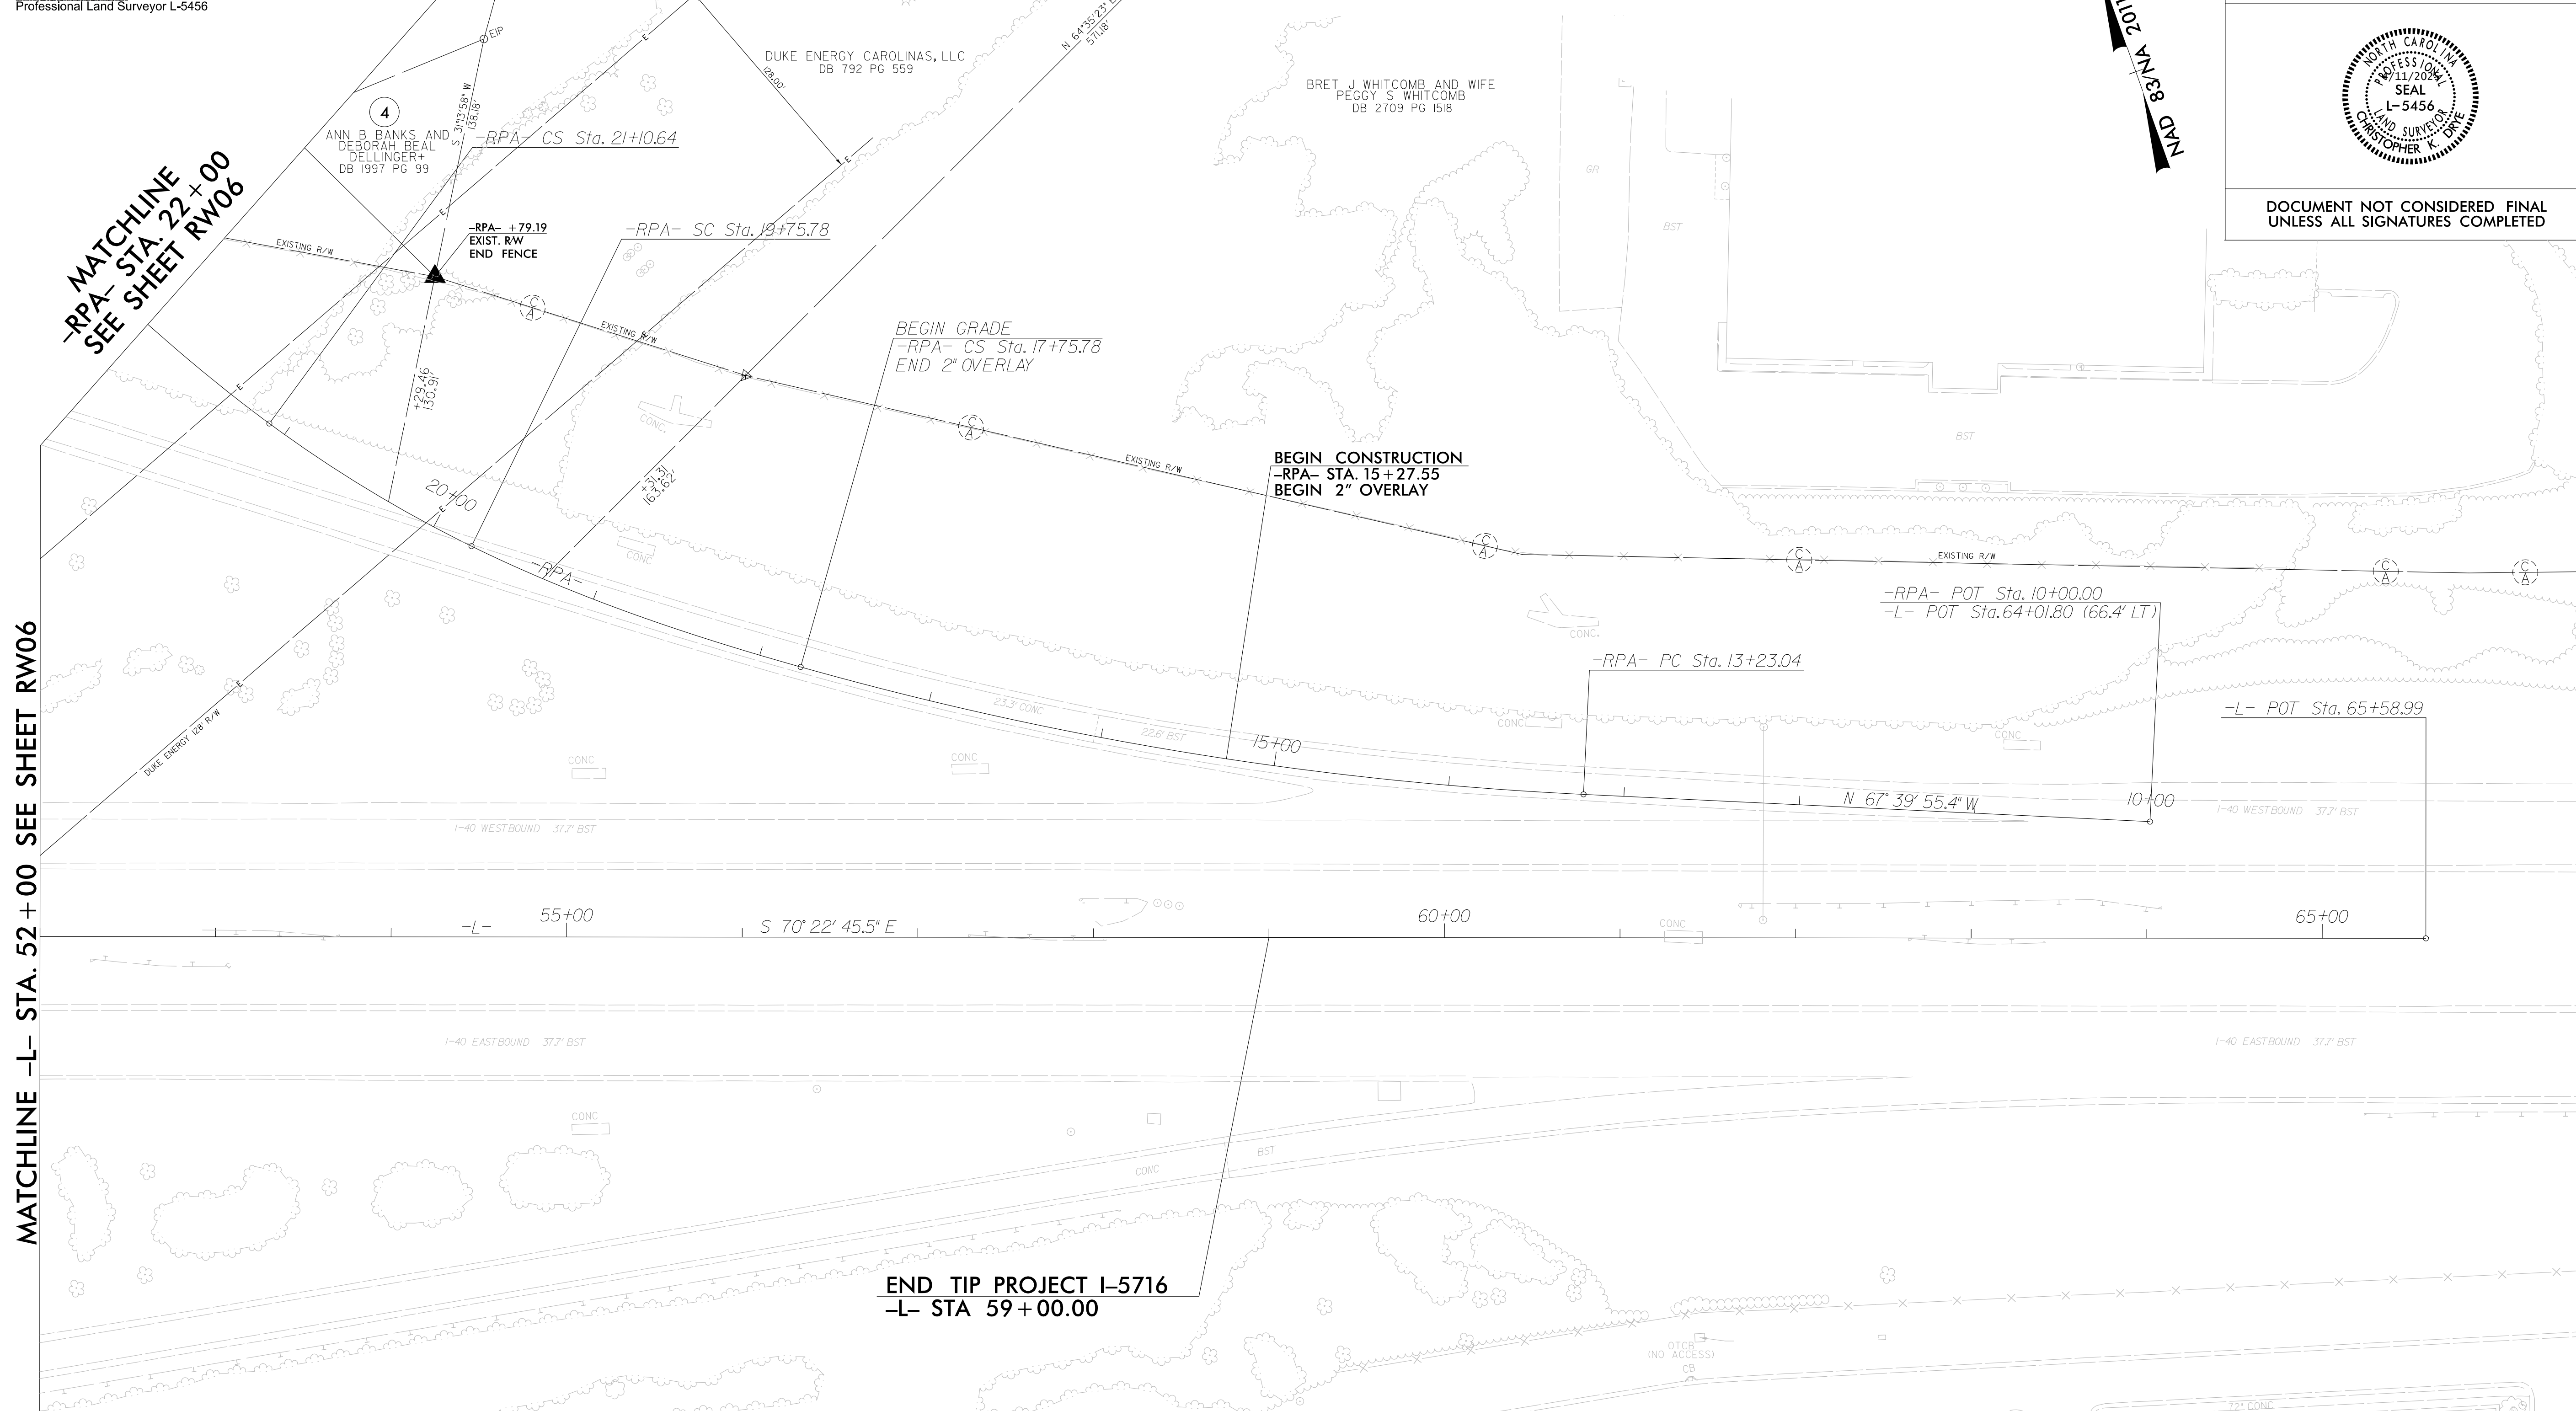 Professional Land Surveyor L-5456
EIP
S 31°13'58" W
138.18'
4
ANN B BANKS AND
DEBORAH BEAL
DELLINGER+
DB 1997 PG 99
DUKE ENERGY CAROLINAS, LLC
DB 792 PG 559
128.00'
N 64°35'23" E
571.18'
BRET J WHITCOMB AND WIFE
PEGGY S WHITCOMB
DB 2709 PG 1518
GR
BST
NAD 83/NA 2011
NORTH CAROLINA
PROFESSIONAL
SEAL
L-5456
LAND SURVEYOR
CHRISTOPHER K. DRYE
DOCUMENT NOT CONSIDERED FINAL
UNLESS ALL SIGNATURES COMPLETED
MATCHLINE
-RPA- STA. 22+00
SEE SHEET RW06
-RPA- CS Sta. 21+10.64
-RPA- +79.19
EXIST. R/W
END FENCE
-RPA- SC Sta. 19+75.78
EXISTING R/W
E
E
E
E
C
A
EXISTING R/W
BEGIN GRADE
-RPA- CS Sta. 17+75.78
END 2" OVERLAY
+29.46
130.91'
CONC.
C
A
EXISTING R/W
BST
BEGIN CONSTRUCTION
-RPA- STA. 15+27.55
BEGIN 2" OVERLAY
E
20+00
E
+31.31
163.62'
CONC
-RPA-
C
A
C
A
EXISTING R/W
C
A
C
A
-RPA- POT Sta. 10+00.00
-L- POT Sta. 64+01.80 (66.4' LT)
CONC.
-RPA- PC Sta. 13+23.04
E
DUKE ENERGY 128' R/W
23.3' CONC
22.6' BST
15+00
CONC
CONC
-L- POT Sta. 65+58.99
CONC
CONC
N 67° 39' 55.4" W
10+00
I-40 WESTBOUND 37.7' BST
I-40 WESTBOUND 37.7' BST
MATCHLINE -L- STA. 52+00 SEE SHEET RW06
-L-
55+00
S 70° 22' 45.5" E
60+00
CONC
65+00
I-40 EASTBOUND 37.7' BST
I-40 EASTBOUND 37.7' BST
CONC
CONC
BST
END TIP PROJECT I-5716
-L- STA 59+00.00
OTCB
(NO ACCESS)
CB
72" CONC